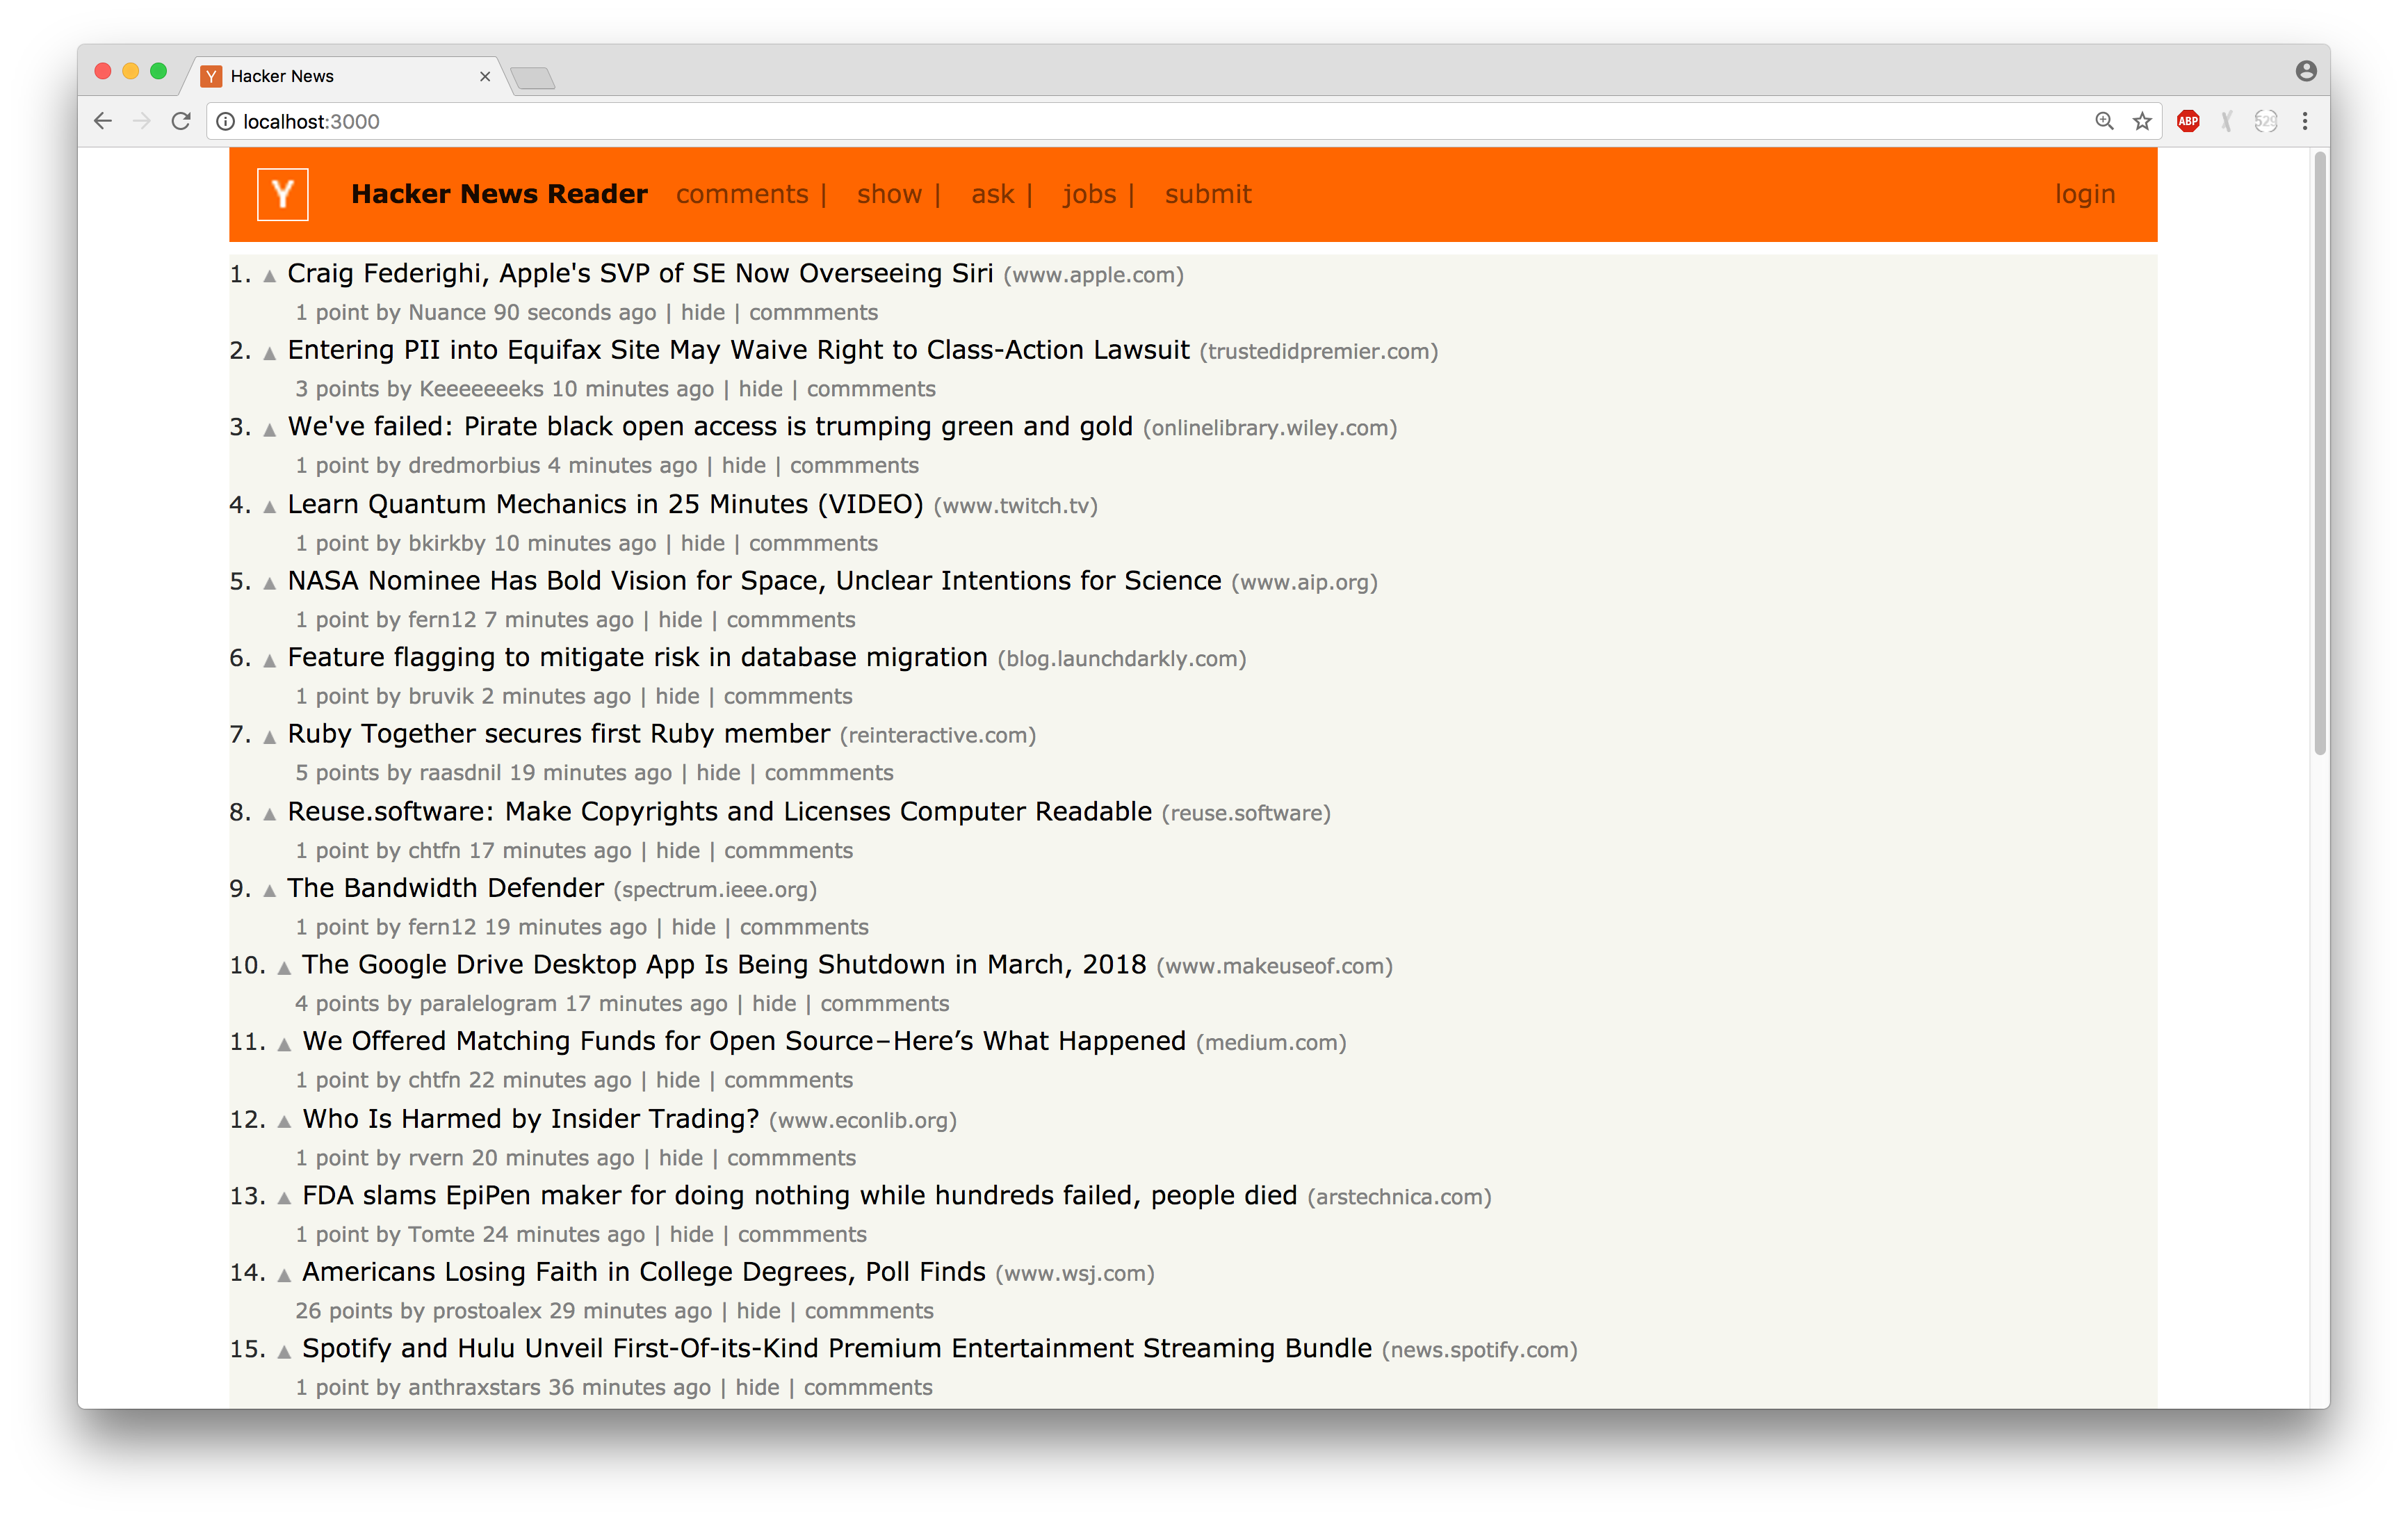 Hacker News
localhost:3000
ABP
529
Y Hacker News Reader comments | show | ask | jobs | submit login
1. ▲ Craig Federighi, Apple's SVP of SE Now Overseeing Siri (www.apple.com)
1 point by Nuance 90 seconds ago | hide | commments
2. ▲ Entering PII into Equifax Site May Waive Right to Class-Action Lawsuit (trustedidpremier.com)
3 points by Keeeeeeeks 10 minutes ago | hide | commments
3. ▲ We've failed: Pirate black open access is trumping green and gold (onlinelibrary.wiley.com)
1 point by dredmorbius 4 minutes ago | hide | commments
4. ▲ Learn Quantum Mechanics in 25 Minutes (VIDEO) (www.twitch.tv)
1 point by bkirkby 10 minutes ago | hide | commments
5. ▲ NASA Nominee Has Bold Vision for Space, Unclear Intentions for Science (www.aip.org)
1 point by fern12 7 minutes ago | hide | commments
6. ▲ Feature flagging to mitigate risk in database migration (blog.launchdarkly.com)
1 point by bruvik 2 minutes ago | hide | commments
7. ▲ Ruby Together secures first Ruby member (reinteractive.com)
5 points by raasdnil 19 minutes ago | hide | commments
8. ▲ Reuse.software: Make Copyrights and Licenses Computer Readable (reuse.software)
1 point by chtfn 17 minutes ago | hide | commments
9. ▲ The Bandwidth Defender (spectrum.ieee.org)
1 point by fern12 19 minutes ago | hide | commments
10. ▲ The Google Drive Desktop App Is Being Shutdown in March, 2018 (www.makeuseof.com)
4 points by paralelogram 17 minutes ago | hide | commments
11. ▲ We Offered Matching Funds for Open Source–Here’s What Happened (medium.com)
1 point by chtfn 22 minutes ago | hide | commments
12. ▲ Who Is Harmed by Insider Trading? (www.econlib.org)
1 point by rvern 20 minutes ago | hide | commments
13. ▲ FDA slams EpiPen maker for doing nothing while hundreds failed, people died (arstechnica.com)
1 point by Tomte 24 minutes ago | hide | commments
14. ▲ Americans Losing Faith in College Degrees, Poll Finds (www.wsj.com)
26 points by prostoalex 29 minutes ago | hide | commments
15. ▲ Spotify and Hulu Unveil First-Of-its-Kind Premium Entertainment Streaming Bundle (news.spotify.com)
1 point by anthraxstars 36 minutes ago | hide | commments